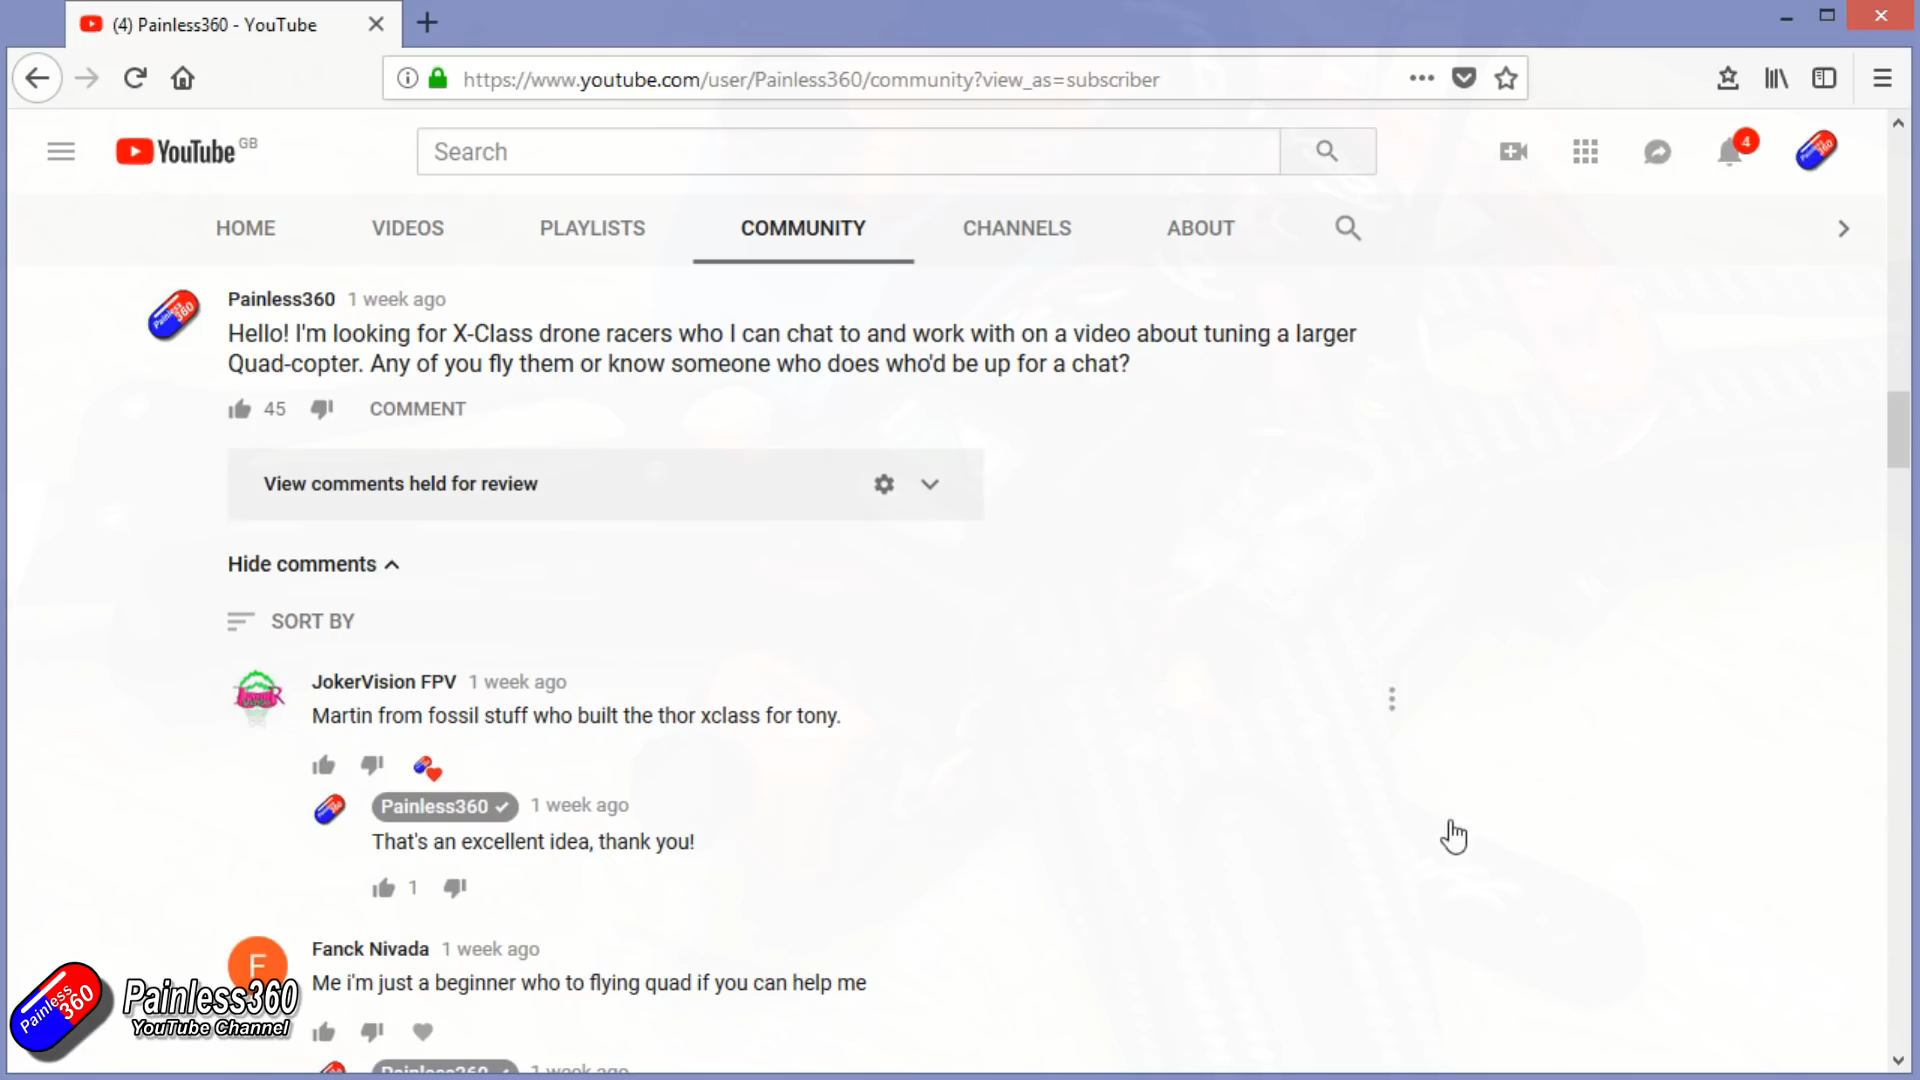 (4) Painless360 - YouTube
https://www.youtube.com/user/Painless360/community?view_as=subscriber
YouTube GB
Search
4
HOME VIDEOS PLAYLISTS COMMUNITY CHANNELS ABOUT
Painless360 1 week ago
Hello! I'm looking for X-Class drone racers who I can chat to and work with on a video about tuning a larger
Quad-copter. Any of you fly them or know someone who does who'd be up for a chat?
45 COMMENT
View comments held for review
Hide comments
SORT BY
JokerVision FPV 1 week ago
Martin from fossil stuff who built the thor xclass for tony.
Painless360 1 week ago
That's an excellent idea, thank you!
1
Fanck Nivada 1 week ago
F
Me i'm just a beginner who to flying quad if you can help me
Painless360 1 week ago
Painless 360
Painless360
YouTube Channel